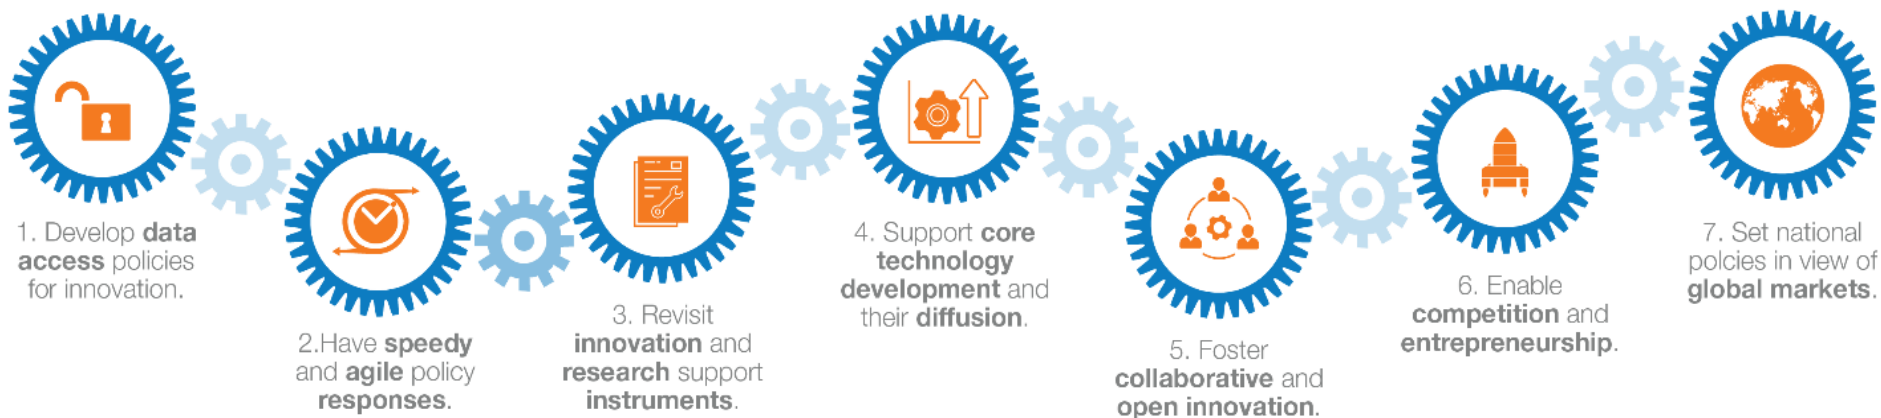 1. Develop data
access policies
for innovation.
2.Have speedy
and agile policy
responses.
3. Revisit
innovation and
research support
instruments.
4. Support core
technology
development and
their diffusion.
5. Foster
collaborative and
open innovation.
6. Enable
competition and
entrepreneurship.
7. Set national
polcies in view of
global markets.